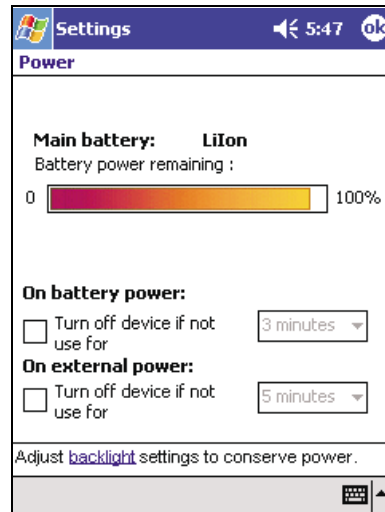 Settings 5:47 ok
Power
Main battery: LiIon
Battery power remaining :
0 100%
On battery power:
Turn off device if not
use for
3 minutes
On external power:
Turn off device if not
use for
5 minutes
Adjust backlight settings to conserve power.